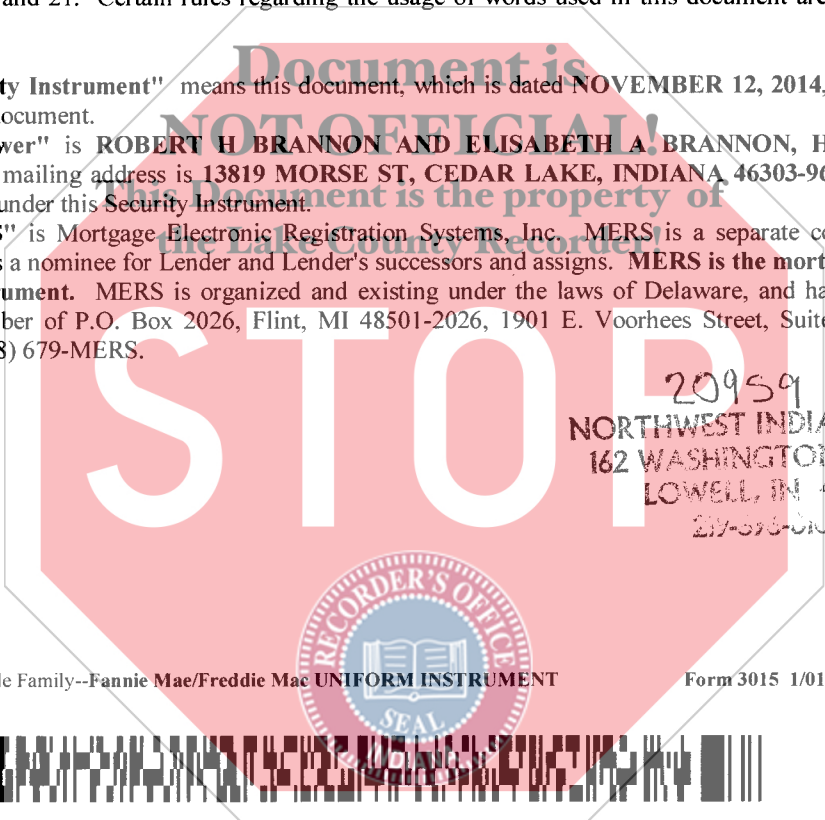 and 21. Certain rules regarding the usage of words used in this document are
Document is
ty Instrument" means this document, which is dated NOVEMBER 12, 2014,
ocument.
NOT OFFICIAL!
wer" is ROBERT H BRANNON AND ELISABETH A BRANNON, H
mailing address is 13819 MORSE ST, CEDAR LAKE, INDIANA 46303-96
This Document is the property of
under this Security Instrument.
the Lake County Recorder!
S" is Mortgage Electronic Registration Systems, Inc. MERS is a separate co
s a nominee for Lender and Lender's successors and assigns. MERS is the mort
ument. MERS is organized and existing under the laws of Delaware, and ha
ber of P.O. Box 2026, Flint, MI 48501-2026, 1901 E. Voorhees Street, Suite
8) 679-MERS.
STOP
20959
NORTHWEST INDIA
162 WASHINGTO
LOWELL, IN
RECORDER'S OFFICE
SEAL
INDIANA
le Family--Fannie Mae/Freddie Mac UNIFORM INSTRUMENT Form 3015 1/01